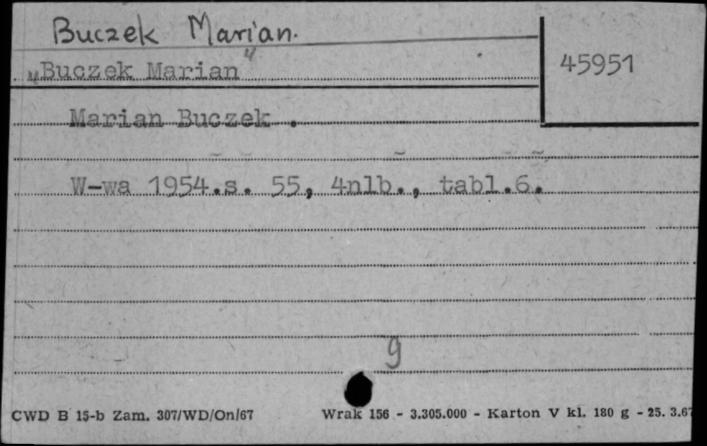 Buczek Marian.
"Buczek Marian"
45951
Marian Buczek .
W-wa 1954.s. 55, 4nlb., tabl.6.
9
CWD B 15-b Zam. 307/WD/On/67
Wrak 156 - 3.305.000 - Karton V kl. 180 g - 25. 3.67